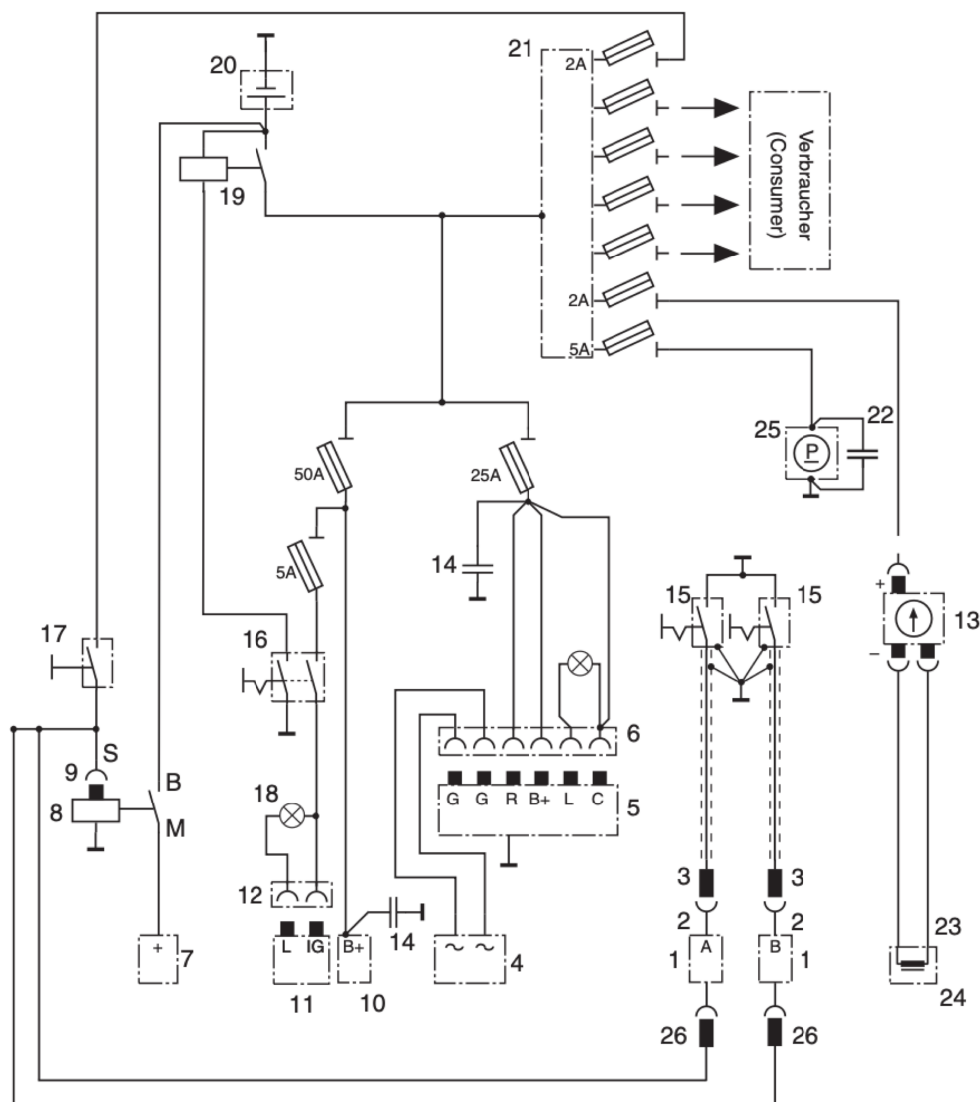 21
2A
20
Verbraucher
(Consumer)
19
2A
5A
25
22
P
50A
25A
14
5A
15
15
+
13
17
16
–
6
S
9
B
8
M
18
G
G
R
B+
L
C
5
12
3
3
2
2
23
+
7
L
IG
11
B+
10
14
~
~
4
1
A
B
1
24
26
26